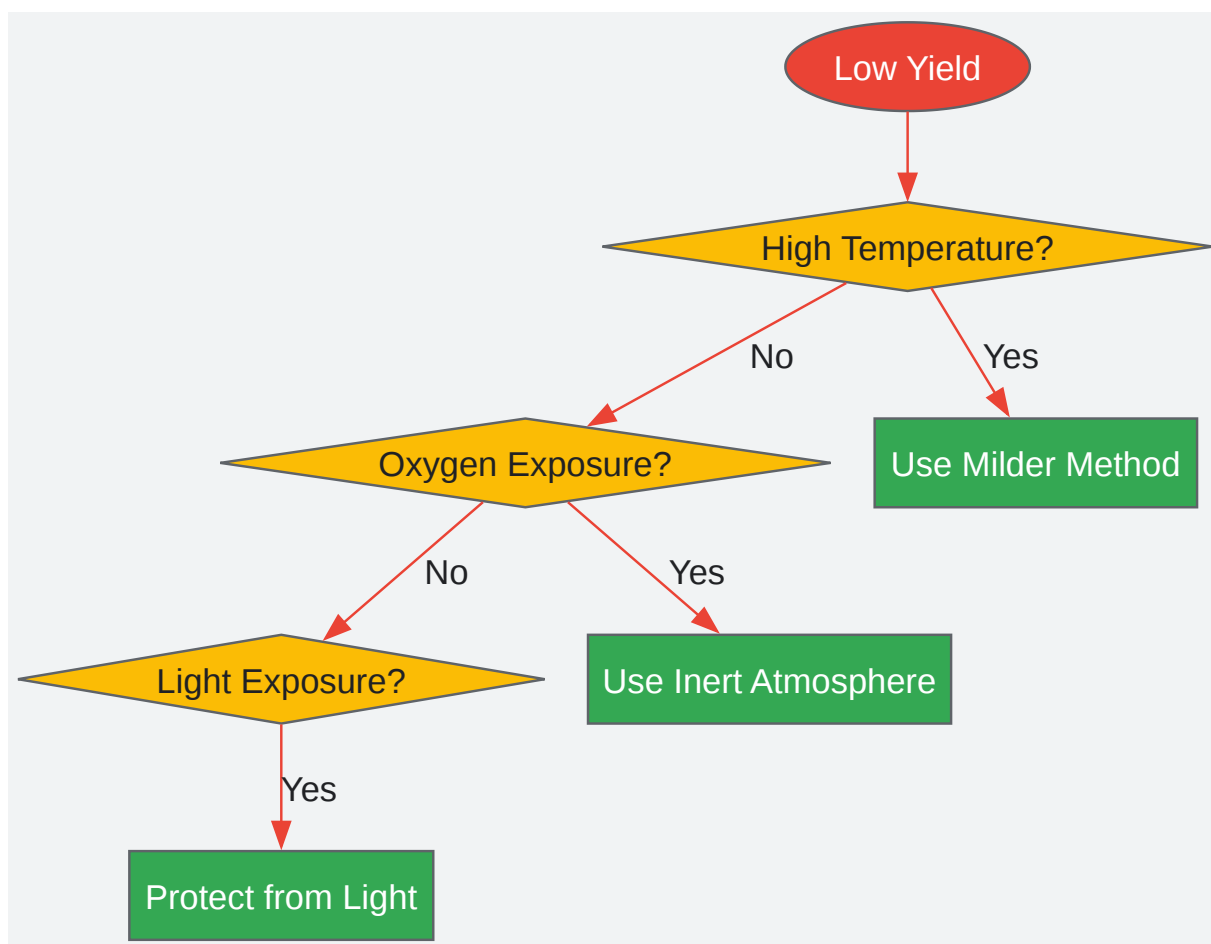 Low Yield
High Temperature?
No
Yes
Oxygen Exposure?
Use Milder Method
No
Yes
Light Exposure?
Use Inert Atmosphere
Yes
Protect from Light